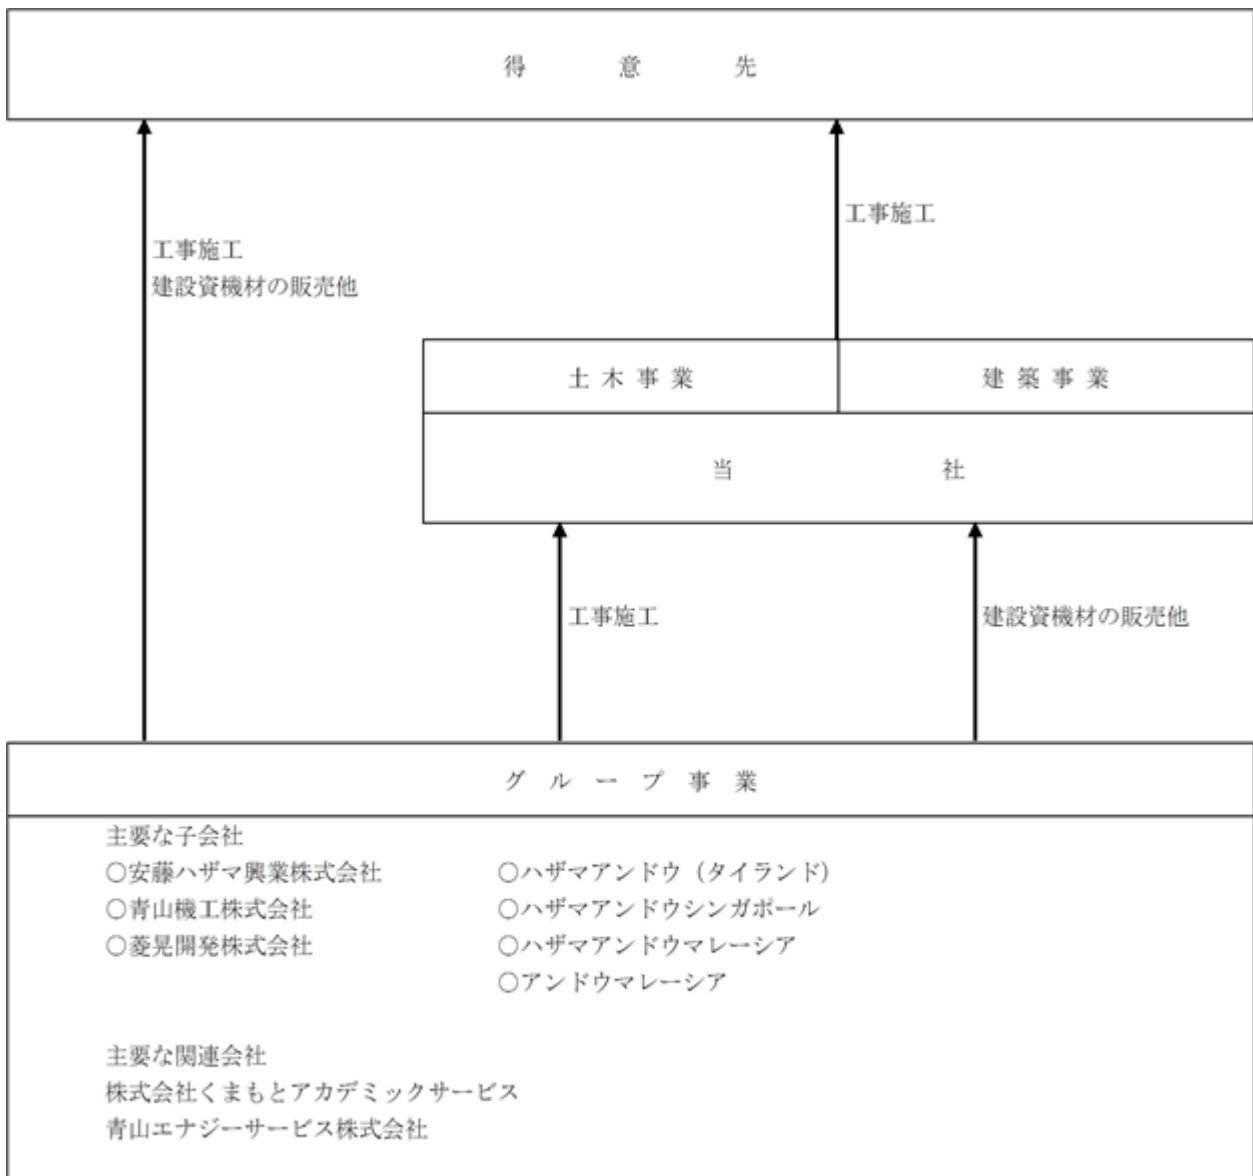 得意先
工事施工
工事施工
建設資機材の販売他
土木事業
建築事業
当社
工事施工
建設資機材の販売他
グループ事業
主要な子会社
○安藤ハザマ興業株式会社
○ハザマアンドウ（タイランド）
○青山機工株式会社
○ハザマアンドウシンガポール
○菱晃開発株式会社
○ハザマアンドウマレーシア
○アンドウマレーシア
主要な関連会社
株式会社くまもとアカデミックサービス
青山エナジーサービス株式会社